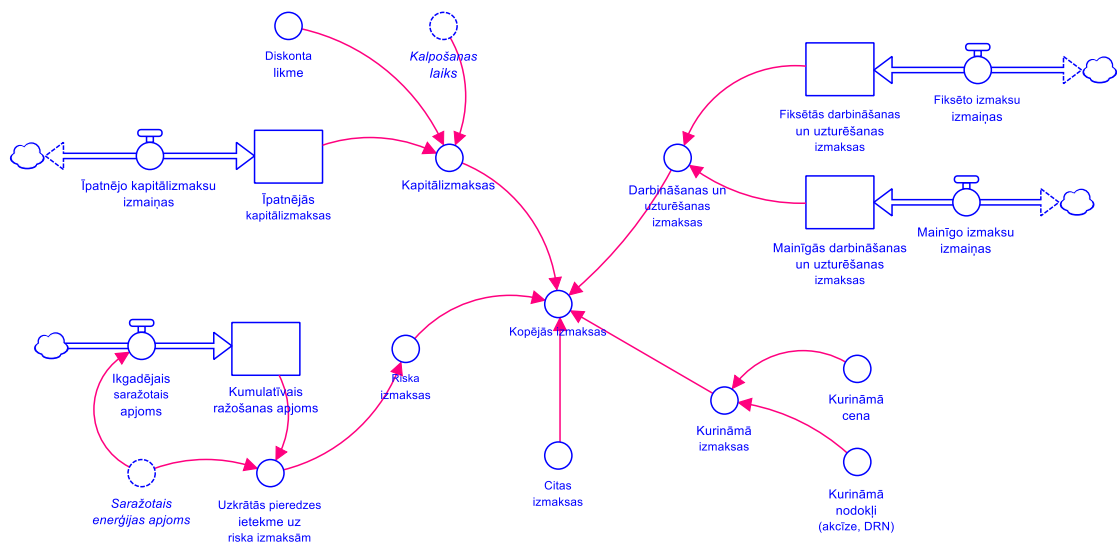 Diskonta
likme
Kalpošanas
laiks
Fiksētās darbināšanas
un uzturēšanas
izmaksas
Fiksēto izmaksu
izmaiņas
Īpatnējo kapitālizmaksu
izmaiņas
Īpatnējās
kapitālizmaksas
Kapitālizmaksas
Darbināšanas un
uzturēšanas
izmaksas
Mainīgās darbināšanas
un uzturēšanas
izmaksas
Mainīgo izmaksu
izmaiņas
Kopējās izmaksas
Ikgadējais
saražotais
apjoms
Kumulatīvais
ražošanas apjoms
Riska
izmaksas
Kurināmā
cena
Kurināmā
izmaksas
Citas
izmaksas
Kurināmā
nodokļi
(akcīze, DRN)
Saražotais
enerģijas apjoms
Uzkrātās pieredzes
ietekme uz
riska izmaksām